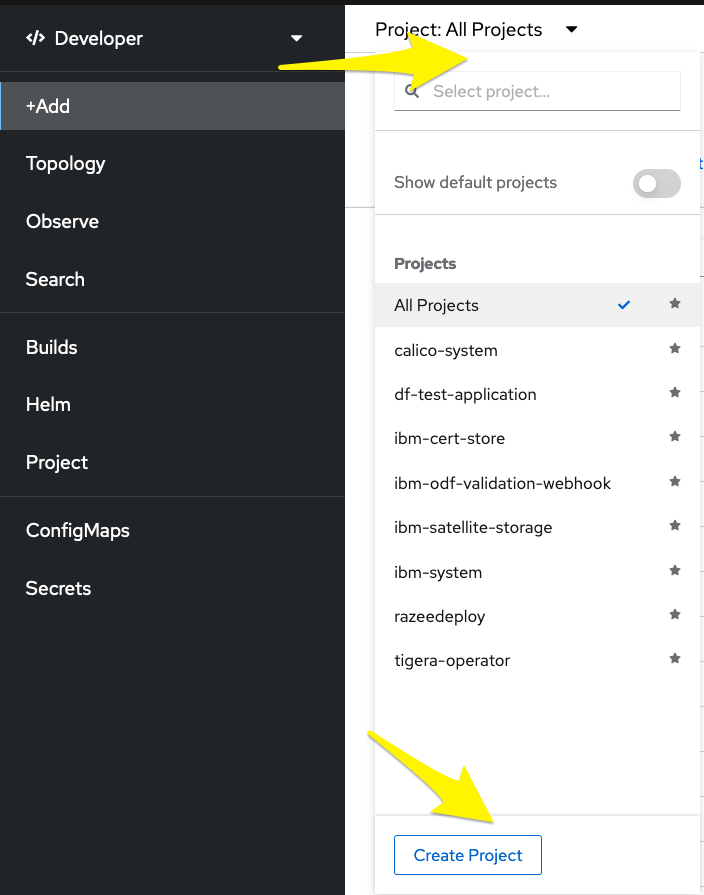 Developer
+Add
Topology
Observe
Search
Builds
Helm
Project
ConfigMaps
Secrets
Project: All Projects
Select project...
Show default projects
Projects
All Projects
calico-system
df-test-application
ibm-cert-store
ibm-odf-validation-webhook
ibm-satellite-storage
ibm-system
razeedeploy
tigera-operator
Create Project